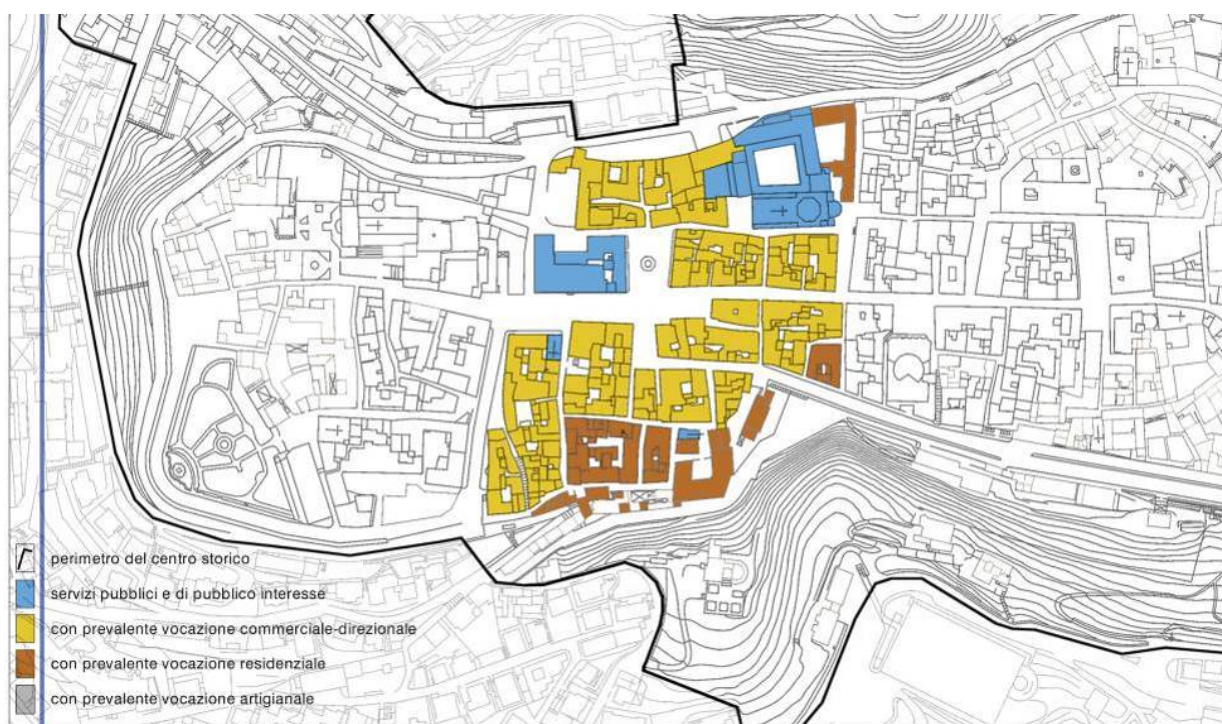 perimetro del centro storico
servizi pubblici e di pubblico interesse
con prevalente vocazione commerciale-direzionale
con prevalente vocazione residenziale
con prevalente vocazione artigianale